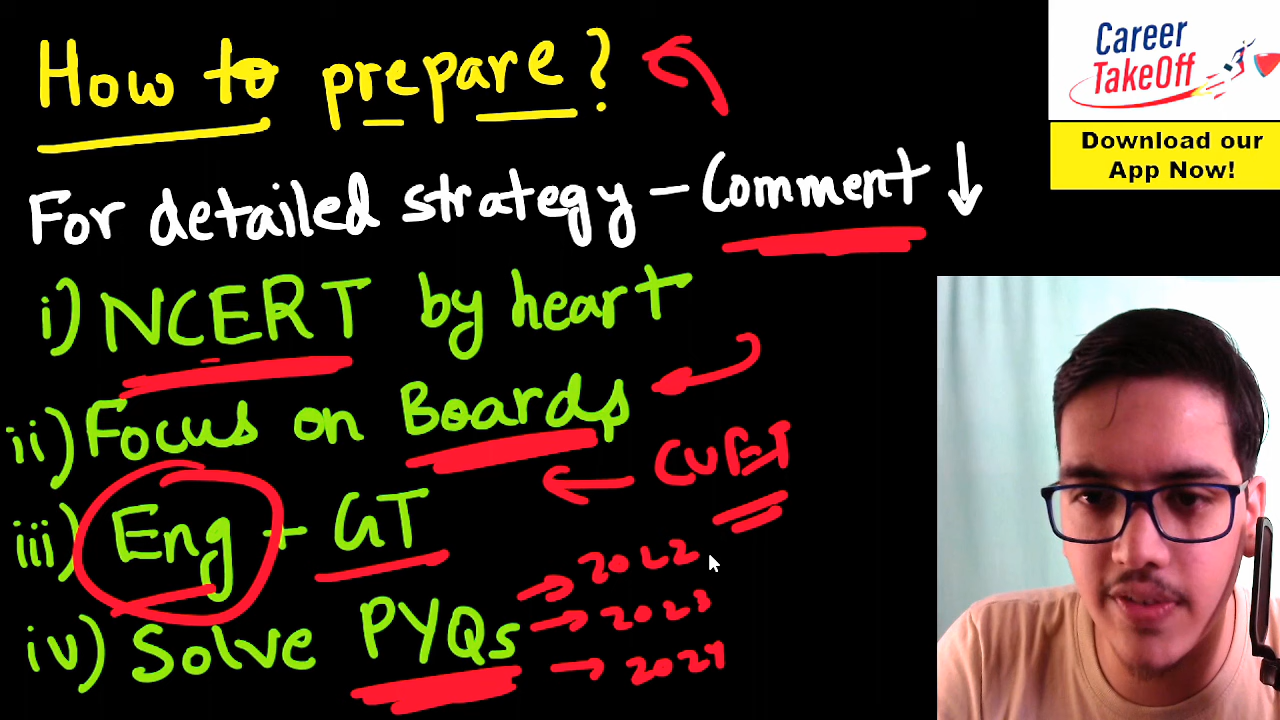 How to prepare?
Career
TakeOff
Download our
App Now!
For detailed strategy - Comment ↓
i) NCERT by heart
ii) Focus on Boards
CUET
iii) Eng + GT
iv) Solve PYQs
→ 2022
→ 2023
→ 2024